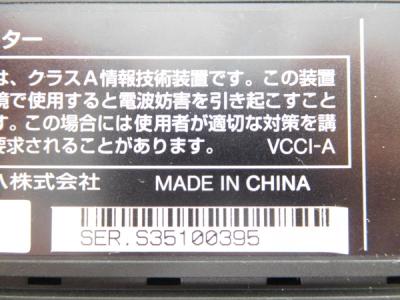 ター
は、クラスA情報技術装置です。この装置
境で使用すると電波妨害を引き起こすこと
す。この場合には使用者が適切な対策を講
要求されることがあります。 VCCI-A
株式会社 MADE IN CHINA
SER.S35100395